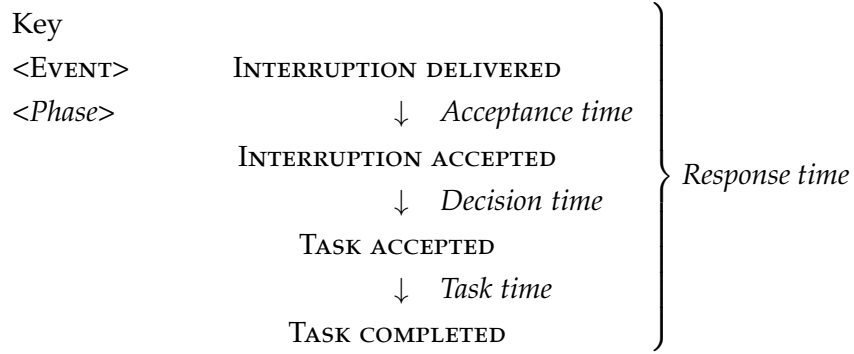 Key
<EVENT> INTERRUPTION DELIVERED
<Phase> ↓ Acceptance time
INTERRUPTION ACCEPTED
↓ Decision time
TASK ACCEPTED
↓ Task time
TASK COMPLETED
Response time